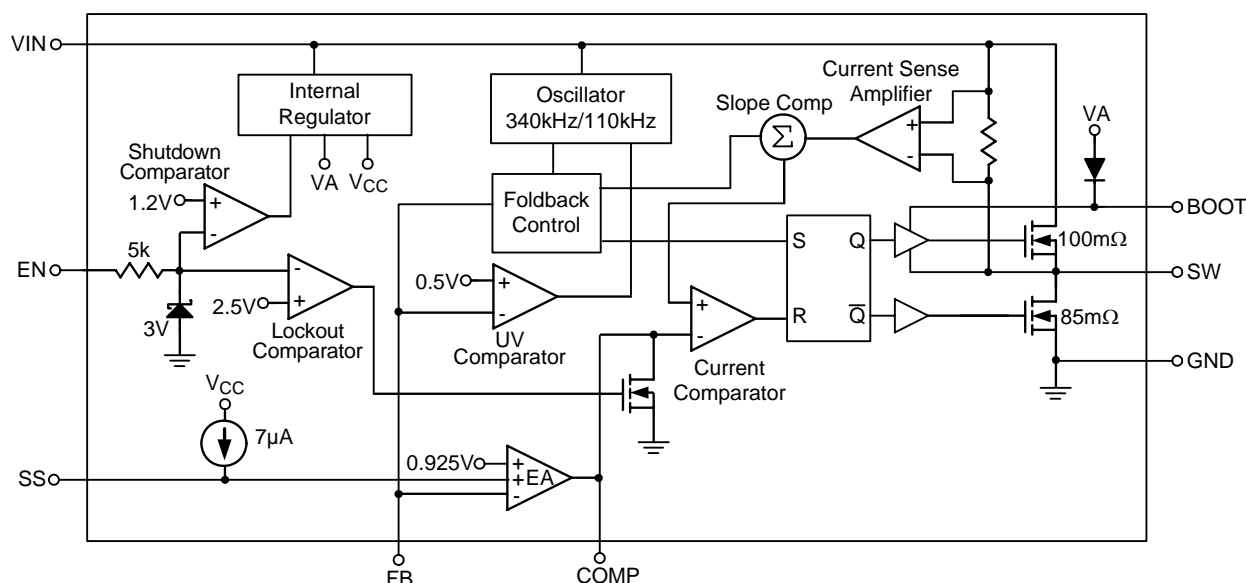 VIN
Internal
Regulator
Oscillator
340kHz/110kHz
Slope Comp
Current Sense
Amplifier
+
-
Σ
VA
Shutdown
Comparator
1.2V
+
-
VA
VCC
Foldback
Control
BOOT
S
Q
100mΩ
EN
5k
-
+
2.5V
3V
Lockout
Comparator
0.5V
+
-
UV
Comparator
+
-
Current
Comparator
R
Q̅
SW
85mΩ
GND
VCC
7µA
SS
0.925V
+
+
-
EA
FB
COMP